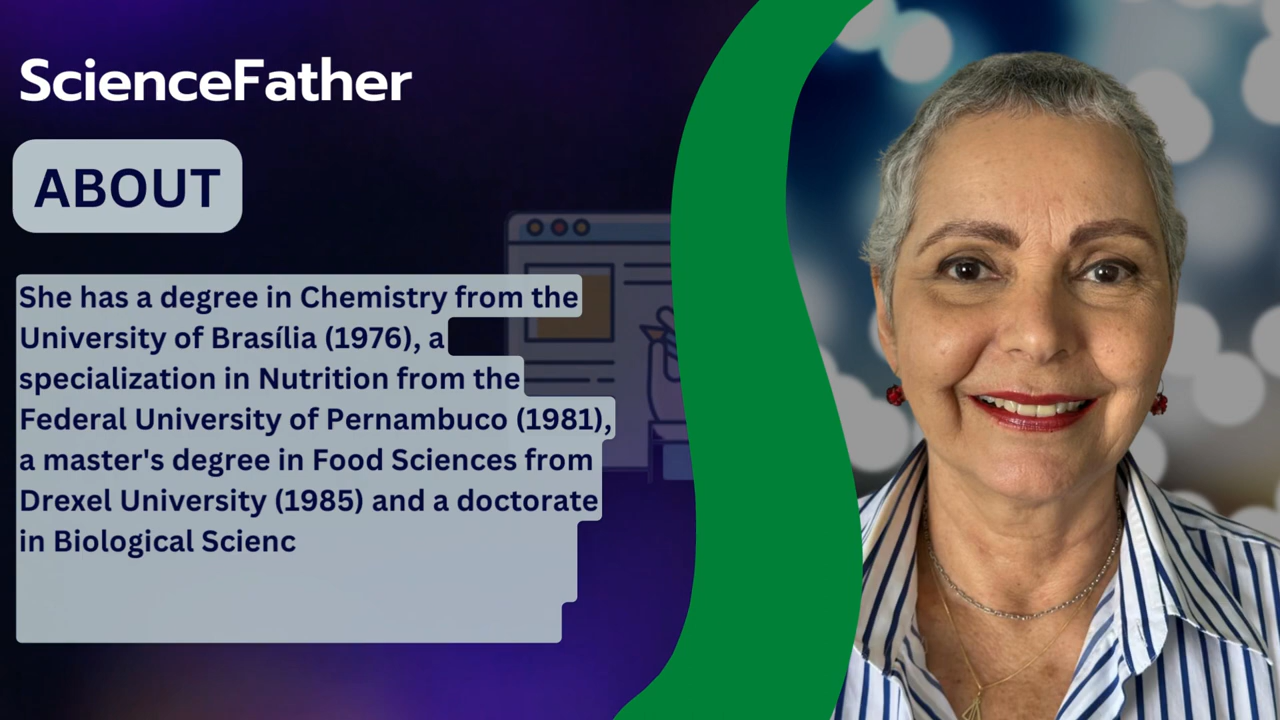 ScienceFather
ABOUT
She has a degree in Chemistry from the
University of Brasília (1976), a
specialization in Nutrition from the
Federal University of Pernambuco (1981),
a master's degree in Food Sciences from
Drexel University (1985) and a doctorate
in Biological Scienc